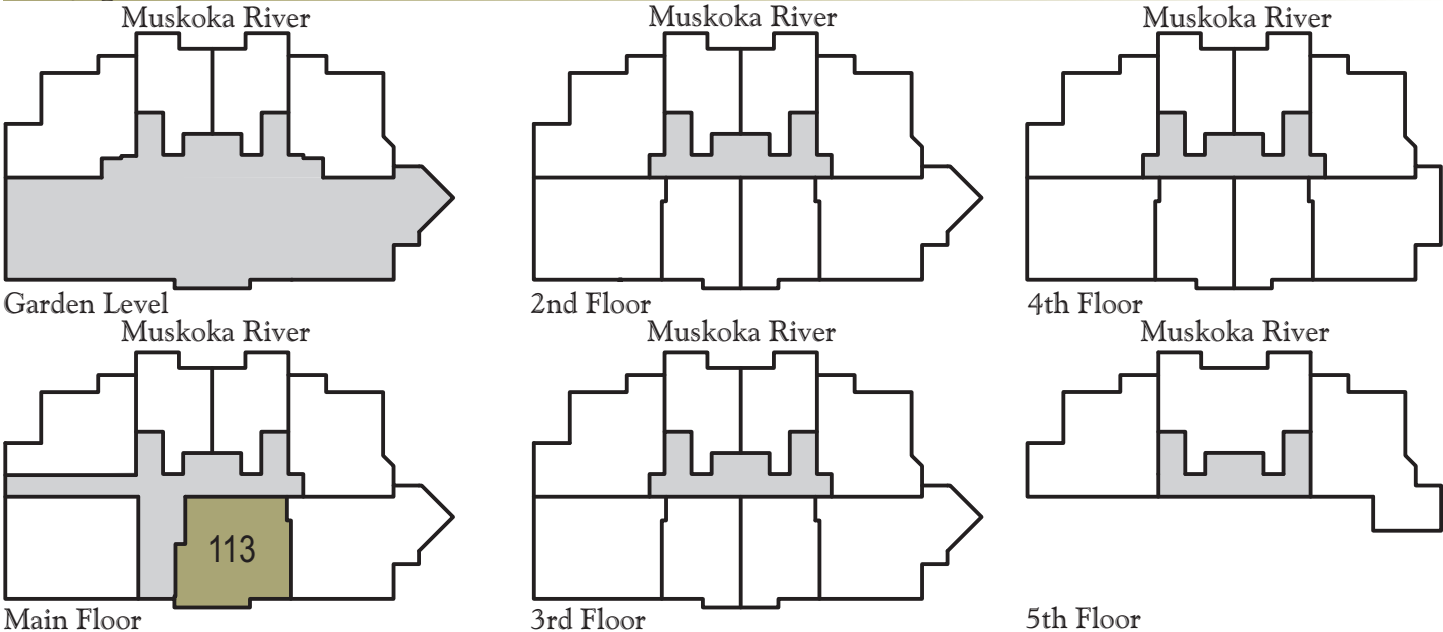 Muskoka River
Muskoka River
Muskoka River
Garden Level
2nd Floor
4th Floor
Muskoka River
Muskoka River
Muskoka River
113
Main Floor
3rd Floor
5th Floor